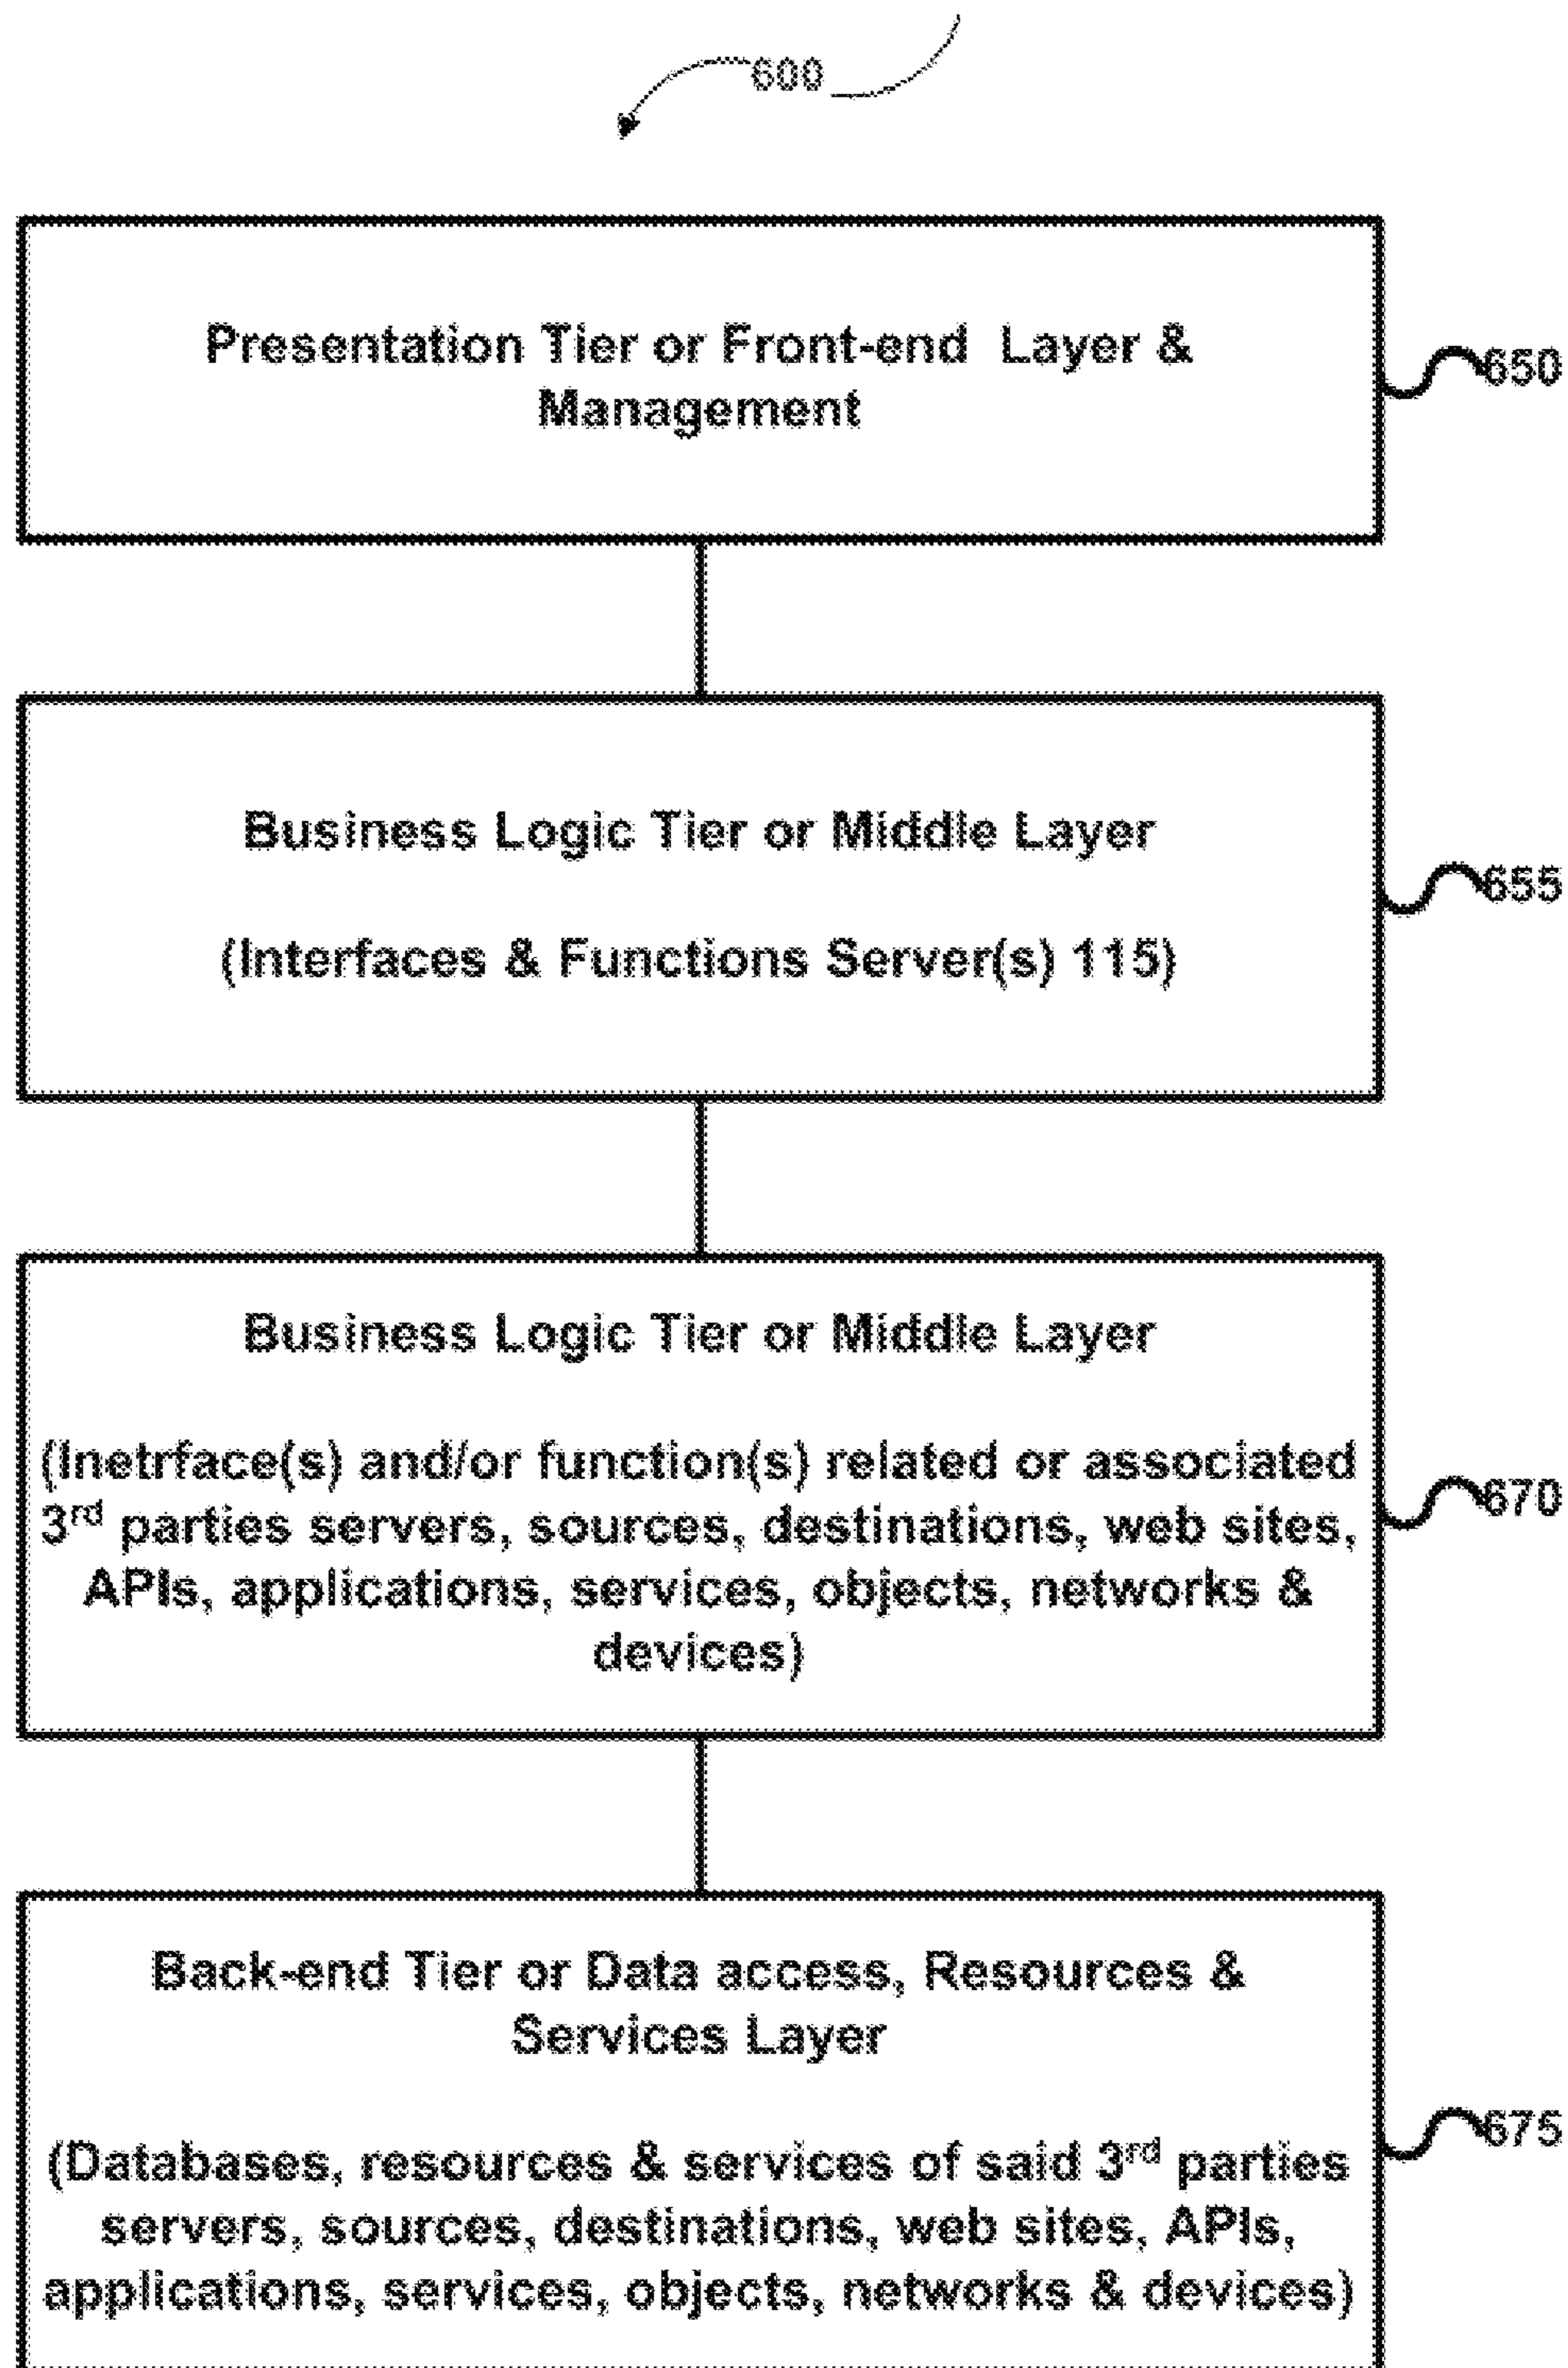 600
Presentation Tier or Front-end Layer &
Management
650
Business Logic Tier or Middle Layer
(Interfaces & Functions Server(s) 115)
655
Business Logic Tier or Middle Layer
(Inetrface(s) and/or function(s) related or associated
3rd parties servers, sources, destinations, web sites,
APIs, applications, services, objects, networks &
devices)
670
Back-end Tier or Data access, Resources &
Services Layer
(Databases, resources & services of said 3rd parties
servers, sources, destinations, web sites, APIs,
applications, services, objects, networks & devices)
675